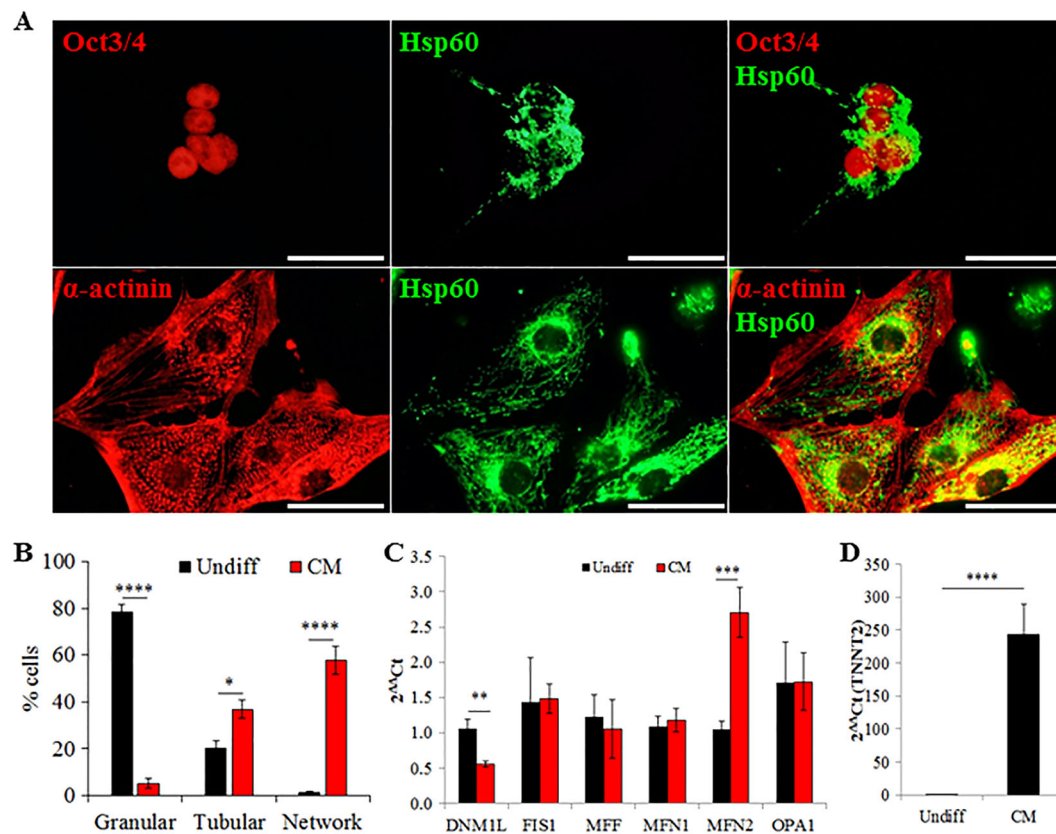 A
Oct3/4
Hsp60
Oct3/4
Hsp60
α-actinin
Hsp60
α-actinin
Hsp60
B
100
80
60
40
20
0
% cells
Undiff
CM
****
*
****
Granular
Tubular
Network
C
3.5
3.0
2.5
2.0
1.5
1.0
0.5
0.0
2^ΔΔCt
Undiff
CM
**
***
DNM1L
FIS1
MFF
MFN1
MFN2
OPA1
D
350
300
250
200
150
100
50
0
2^ΔΔCt (TNNT2)
****
Undiff
CM